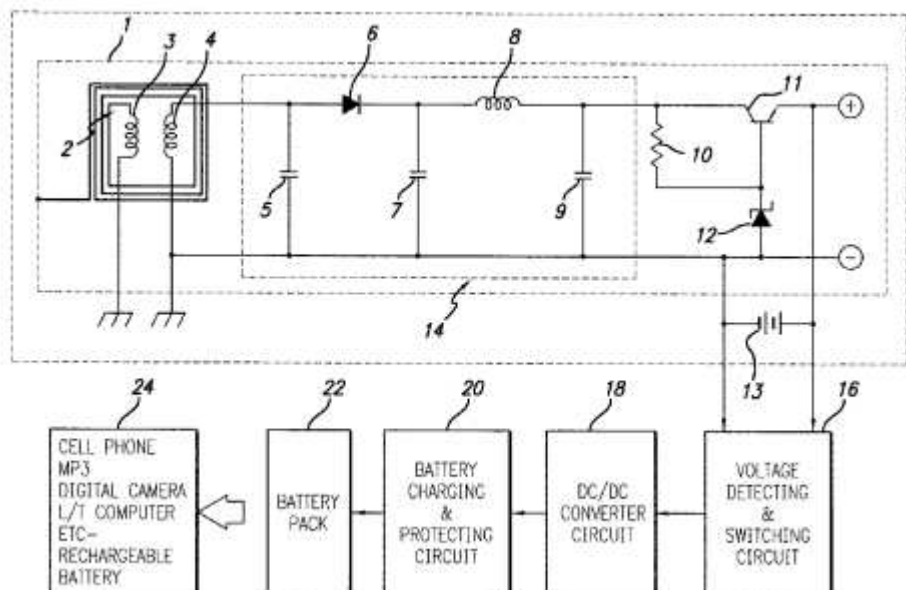 1
3
4
6
8
11
2
5
7
9
10
12
+
−
14
13
24
22
20
18
16
CELL PHONE
MP3
DIGITAL CAMERA
L/T COMPUTER
ETC-
RECHARGEABLE
BATTERY
BATTERY
PACK
BATTERY
CHARGING
&
PROTECTING
CIRCUIT
DC/DC
CONVERTER
CIRCUIT
VOLTAGE
DETECTING
&
SWITCHING
CIRCUIT